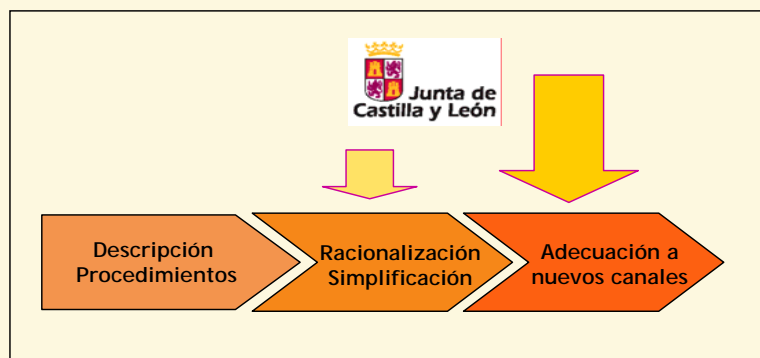 Junta de
Castilla y León
Descripción
Procedimientos
Racionalización
Simplificación
Adecuación a
nuevos canales